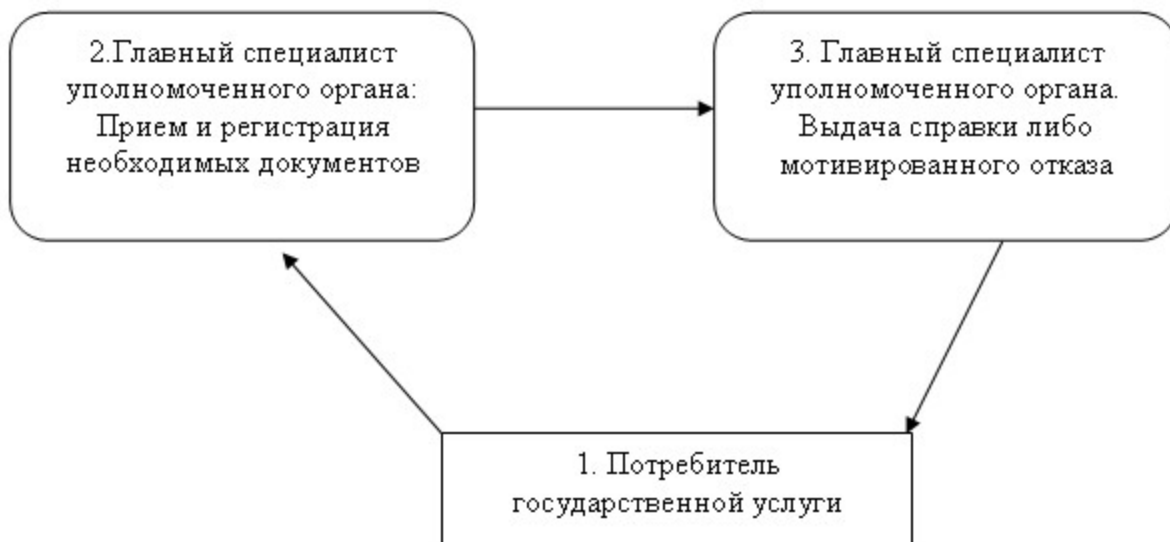 2.Главный специалист
уполномоченного органа:
Прием и регистрация
необходимых документов
3. Главный специалист
уполномоченного органа.
Выдача справки либо
мотивированного отказа
1. Потребитель
государственной услуги